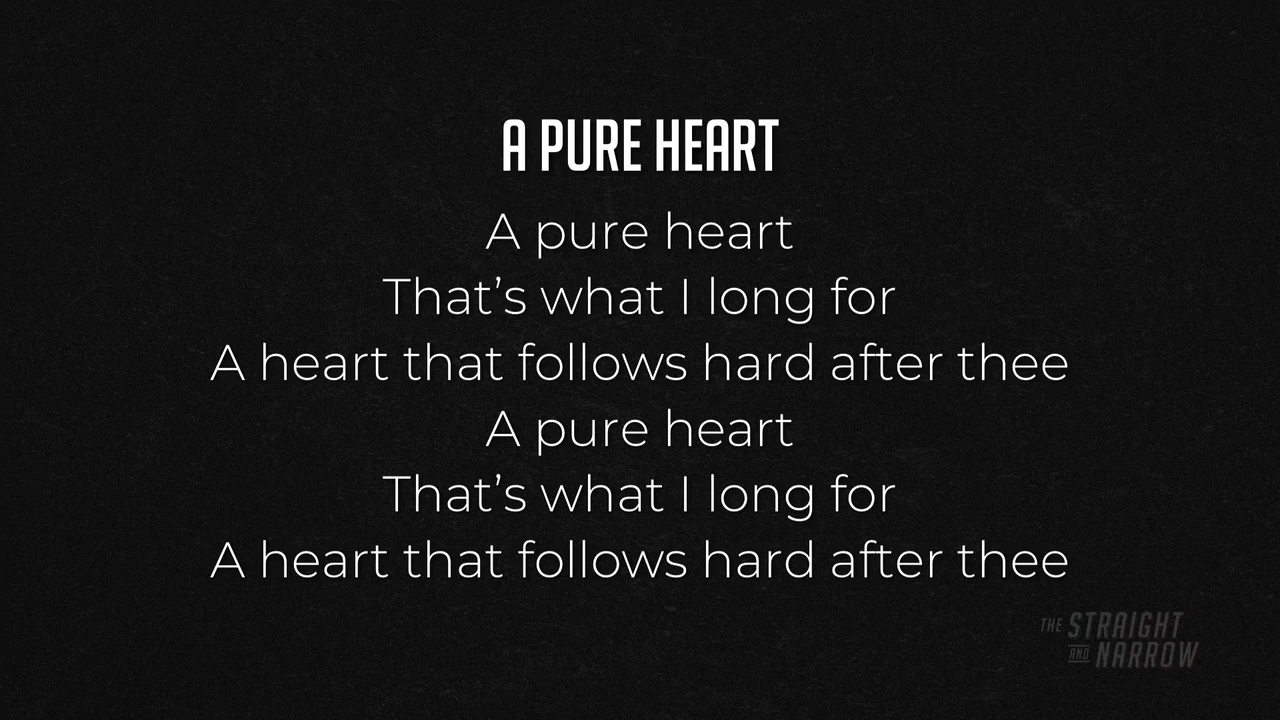 A PURE HEART
A pure heart
That’s what I long for
A heart that follows hard after thee
A pure heart
That’s what I long for
A heart that follows hard after thee
THE STRAIGHT
AND NARROW